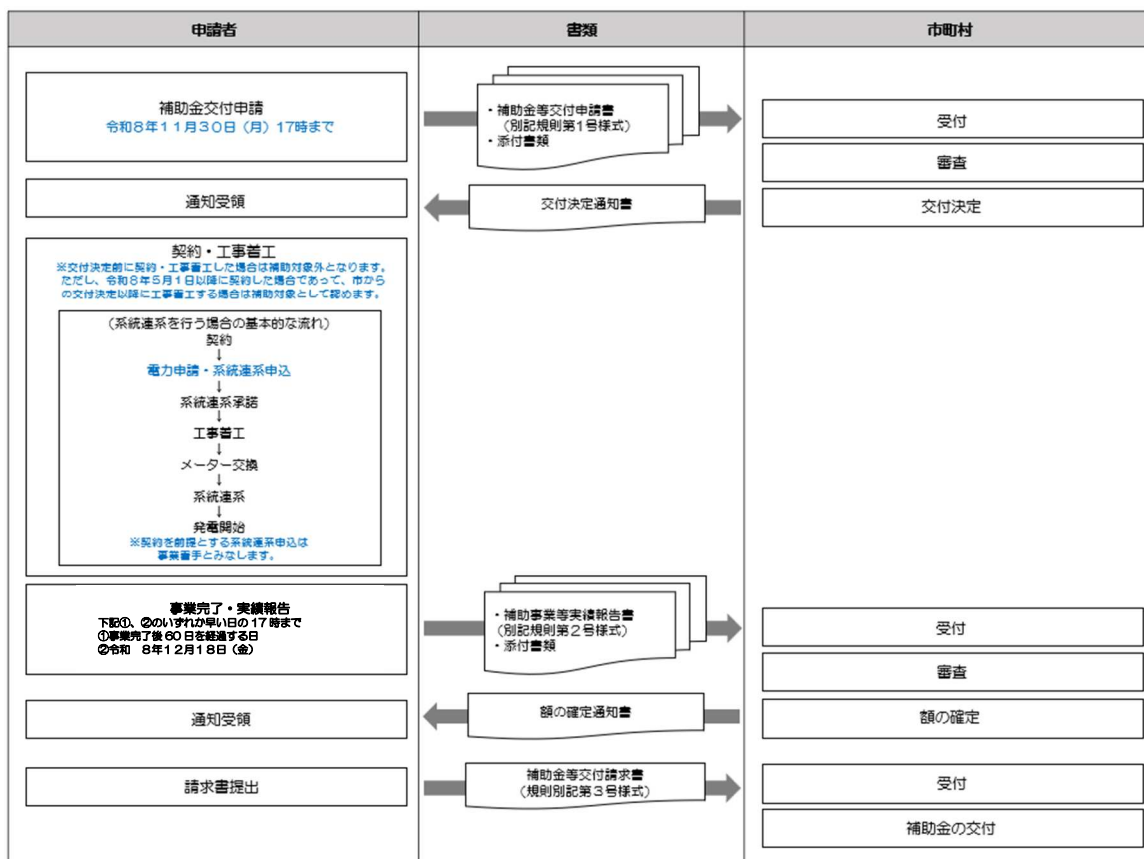 申請者
書類
市町村
補助金交付申請
令和8年11月30日（月）17時まで
・補助金等交付申請書
（別記規則第1号様式）
・添付書類
受付
審査
通知受領
交付決定通知書
交付決定
契約・工事着工
※交付決定前に契約・工事着工した場合は補助対象外となります。
ただし、令和8年5月1日以降に契約した場合であって、市から
の交付決定以降に工事着工する場合は補助対象として認めます。
（系統連系を行う場合の基本的な流れ）
契約
↓
電力申請・系統連系申込
↓
系統連系承諾
↓
工事着工
↓
メーター交換
↓
系統連系
↓
発電開始
※契約を前提とする系統連系申込は
事業着手とみなします。
事業完了・実績報告
下記①、②のいずれか早い日の17時まで
①事業完了後60日を経過する日
②令和　8年12月18日（金）
・補助事業等実績報告書
（別記規則第2号様式）
・添付書類
受付
審査
通知受領
額の確定通知書
額の確定
請求書提出
補助金等交付請求書
（規則別記第3号様式）
受付
補助金の交付